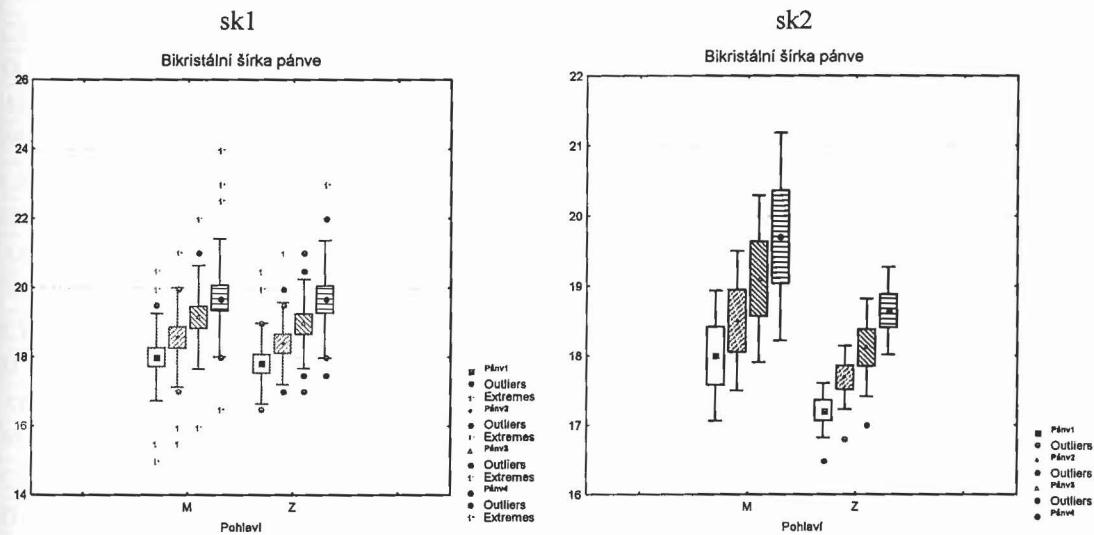 sk1
Bikristální šírka pánve
26
24
22
20
18
16
14
M
Z
Pohlaví
Pánv1
Outliers
Extremes
Pánv2
Outliers
Extremes
Pánv3
Outliers
Extremes
Pánv4
Outliers
Extremes
sk2
Bikristální šírka pánve
22
21
20
19
18
17
16
M
Z
Pohlaví
Pánv1
Outliers
Pánv2
Outliers
Pánv3
Outliers
Pánv4